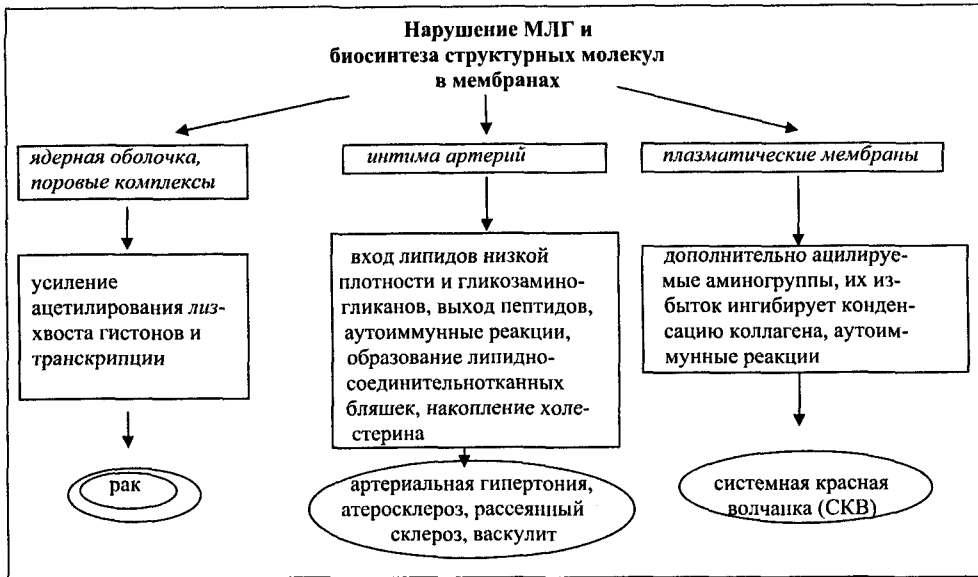 Нарушение МЛГ и
биосинтеза структурных молекул
в мембранах
ядерная оболочка,
поровые комплексы
интима артерий
плазматические мембраны
усиление
ацетилирования лиз-
хвоста гистонов и
транскрипции
вход липидов низкой
плотности и гликозамино-
гликанов, выход пептидов,
аутоиммунные реакции,
образование липидно-
соединительнотканных
бляшек, накопление холе-
стерина
дополнительно ацилируе-
мые аминогруппы, их из-
быток ингибирует конден-
сацию коллагена, аутоим-
мунные реакции
рак
артериальная гипертония,
атеросклероз, рассеянный
склероз, васкулит
системная красная
волчанка (СКВ)